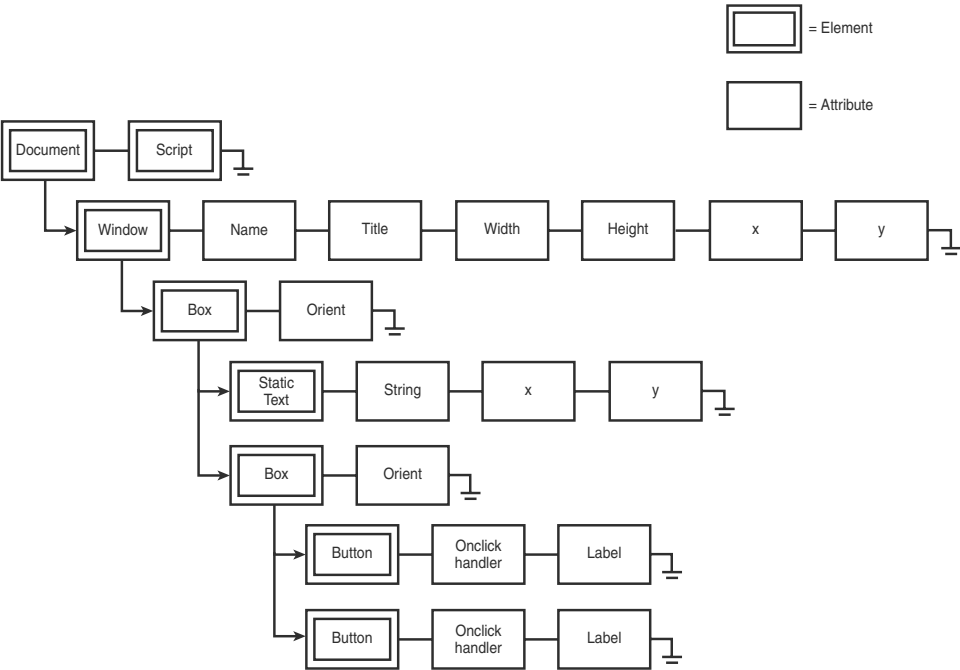 = Element
= Attribute
Document
Script
Window
Name
Title
Width
Height
x
y
Box
Orient
Static
Text
String
x
y
Box
Orient
Button
Onclick
handler
Label
Button
Onclick
handler
Label